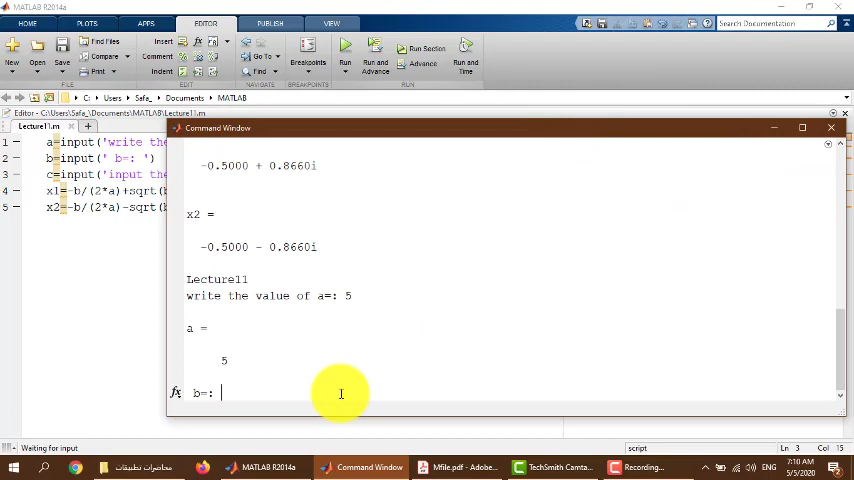 MATLAB R2014a
HOME PLOTS APPS EDITOR PUBLISH VIEW Search Documentation
New Open Save Find Files Compare Print Insert Comment Indent fx Go To Find Breakpoints Run Run and Advance Run Section Advance Run and Time
FILE EDIT NAVIGATE BREAKPOINTS RUN
C: Users Safa_ Documents MATLAB
Editor - C:\Users\Safa_\Documents\MATLAB\Lecture11.m
Lecture11.m
1 a=input('write the
2 b=input(' b=: ')
3 c=input('input the
4 x1=-b/(2*a)+sqrt(b
5 x2=-b/(2*a)-sqrt(b
Command Window
-0.5000 + 0.8660i
x2 =
-0.5000 - 0.8660i
Lecture11
write the value of a=: 5
a =
5
fx b=:
Waiting for input script Ln 3 Col 15
محاضرات تطبيقات MATLAB R2014a Command Window Mfile.pdf - Adobe... TechSmith Camta... Recording... ENG 7:10 AM
5/5/2020 2